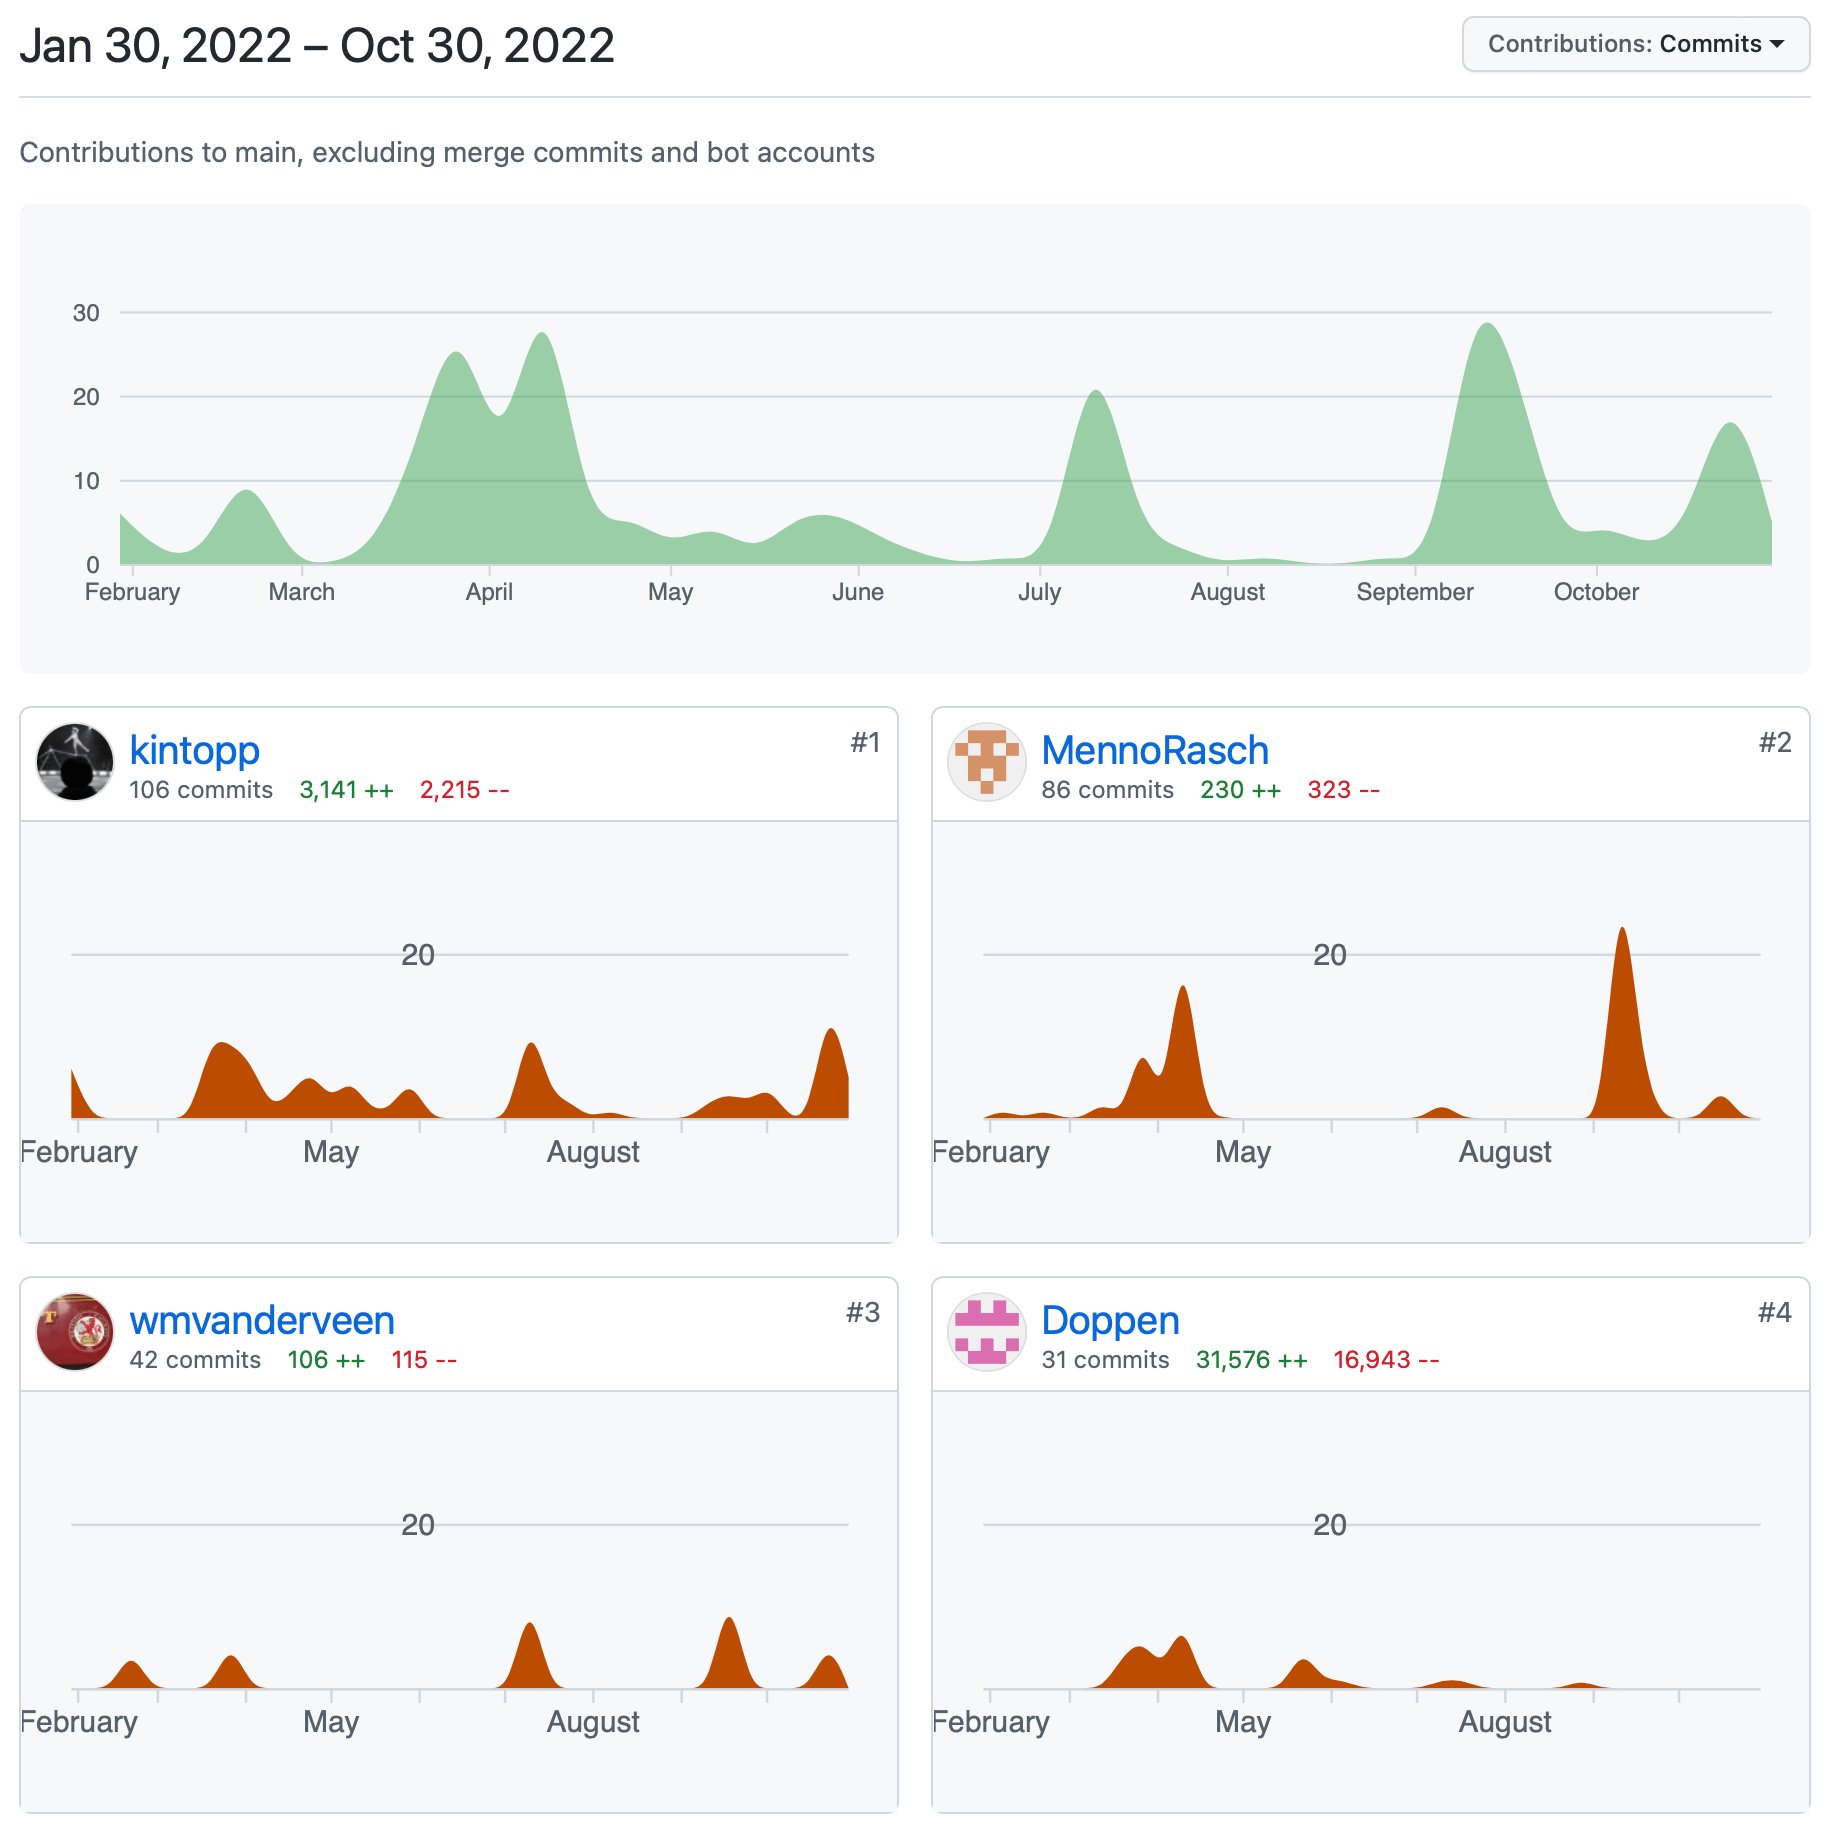 Jan 30, 2022 – Oct 30, 2022
Contributions: Commits
Contributions to main, excluding merge commits and bot accounts
30
20
10
0
February March April May June July August September October
kintopp #1
106 commits 3,141 ++ 2,215 --
20
February May August
MennoRasch #2
86 commits 230 ++ 323 --
20
February May August
wmvanderveen #3
42 commits 106 ++ 115 --
20
February May August
Doppen #4
31 commits 31,576 ++ 16,943 --
20
February May August